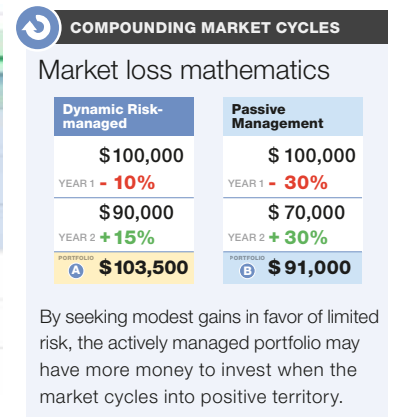 COMPOUNDING MARKET CYCLES
Market loss mathematics
Dynamic Risk-
managed
$100,000
YEAR 1 - 10%
$90,000
YEAR 2 +15%
PORTFOLIO
A $103,500
Passive
Management
$ 100,000
YEAR 1 - 30%
$ 70,000
YEAR 2 + 30%
PORTFOLIO
B $ 91,000
By seeking modest gains in favor of limited
risk, the actively managed portfolio may
have more money to invest when the
market cycles into positive territory.